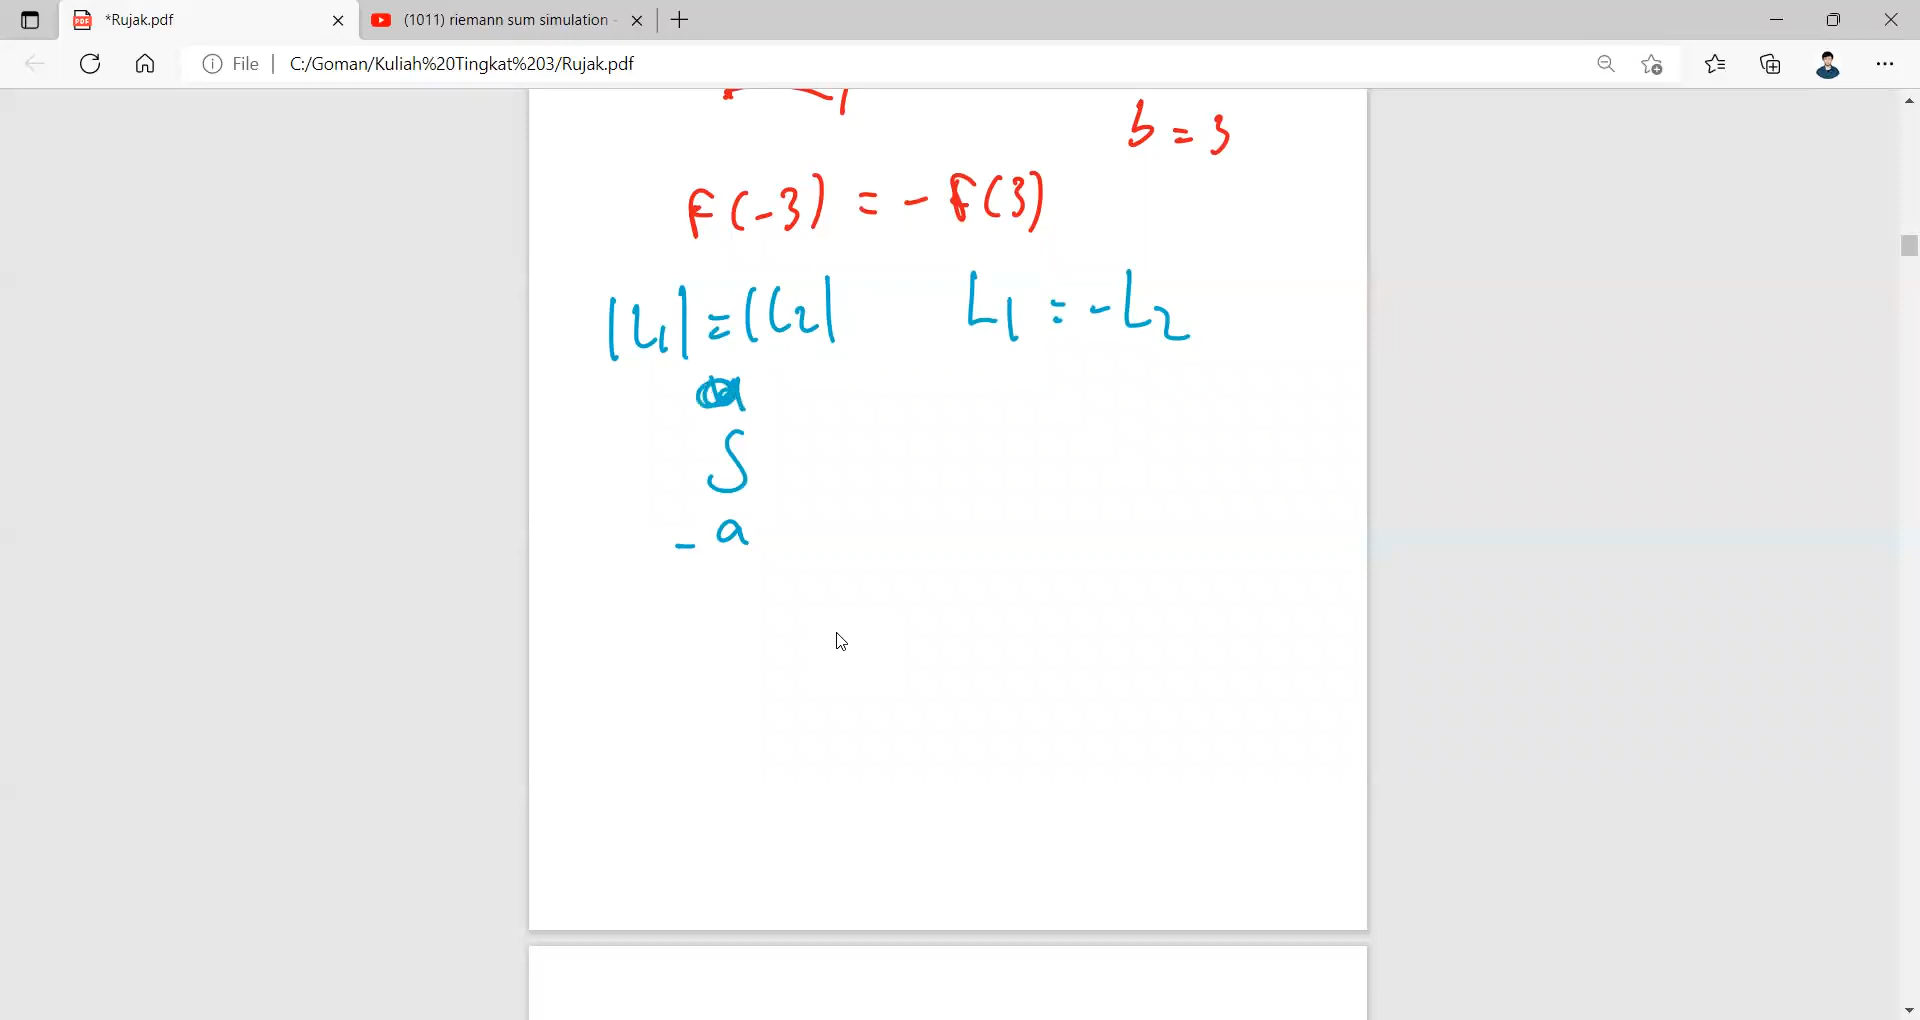 *Rujak.pdf
(1011) riemann sum simulation -
File | C:/Goman/Kuliah%20Tingkat%203/Rujak.pdf
b = 3
F(-3) = - F(3)
|L₁| = |L₂|
L₁ = -L₂
a
∫
- a